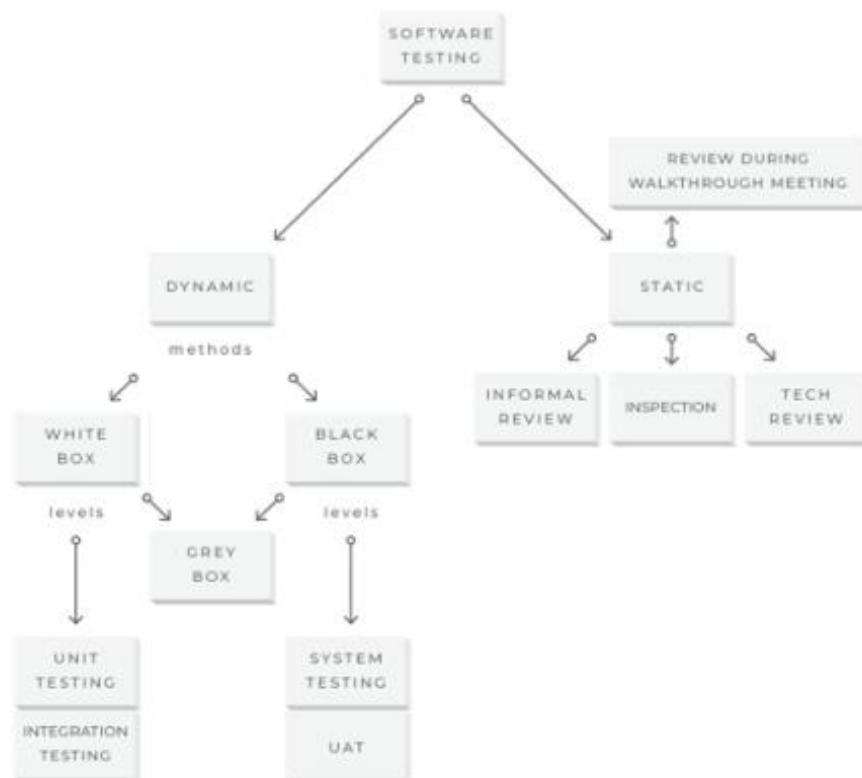 SOFTWARE
TESTING
REVIEW DURING
WALKTHROUGH MEETING
DYNAMIC
STATIC
methods
INFORMAL
REVIEW
INSPECTION
TECH
REVIEW
WHITE
BOX
BLACK
BOX
levels
levels
GREY
BOX
UNIT
TESTING
SYSTEM
TESTING
INTEGRATION
TESTING
UAT